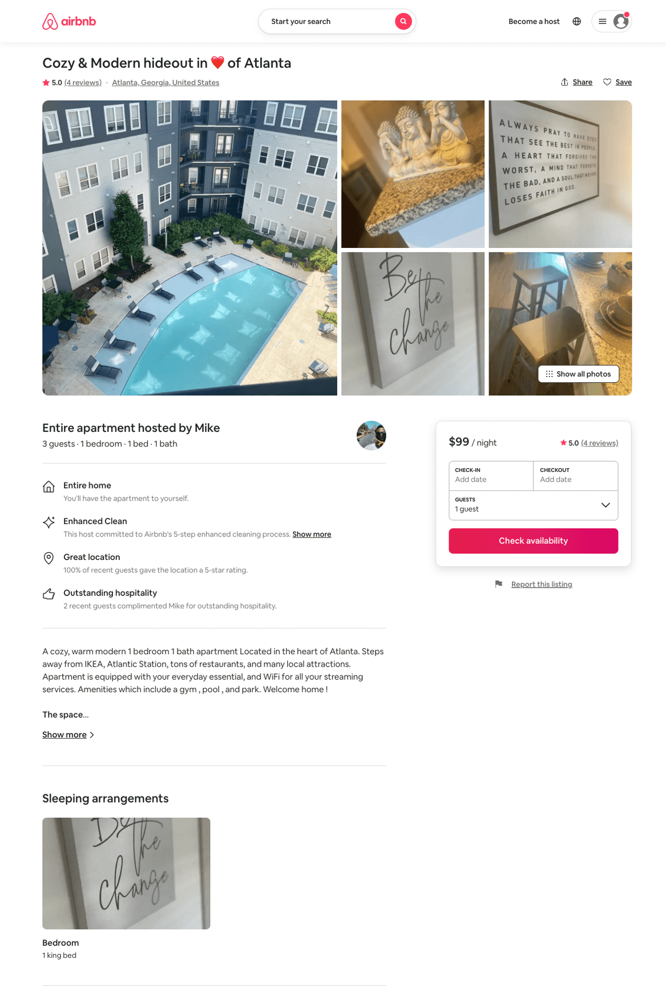 airbnb
Start your search
Become a host
Cozy & Modern hideout in ❤️ of Atlanta
5.0 (4 reviews) · Atlanta, Georgia, United States
Share
Save
ALWAYS PRAY TO HAVE EYES
THAT SEE THE BEST IN PEOPLE,
A HEART THAT FORGIVES THE
WORST, A MIND THAT FORGETS
THE BAD, AND A SOUL THAT NEVER
LOSES FAITH IN GOD.
Be
the
change
Show all photos
Entire apartment hosted by Mike
3 guests · 1 bedroom · 1 bed · 1 bath
$99 / night
5.0 (4 reviews)
CHECK-IN
Add date
CHECKOUT
Add date
GUESTS
1 guest
Check availability
Report this listing
Entire home
You’ll have the apartment to yourself.
Enhanced Clean
This host committed to Airbnb's 5-step enhanced cleaning process. Show more
Great location
100% of recent guests gave the location a 5-star rating.
Outstanding hospitality
2 recent guests complimented Mike for outstanding hospitality.
A cozy, warm modern 1 bedroom 1 bath apartment Located in the heart of Atlanta. Steps
away from IKEA, Atlantic Station, tons of restaurants, and many local attractions.
Apartment is equipped with your everyday essential, and WiFi for all your streaming
services. Amenities which include a gym , pool , and park. Welcome home !
The space...
Show more
Sleeping arrangements
Be
the
change
Bedroom
1 king bed